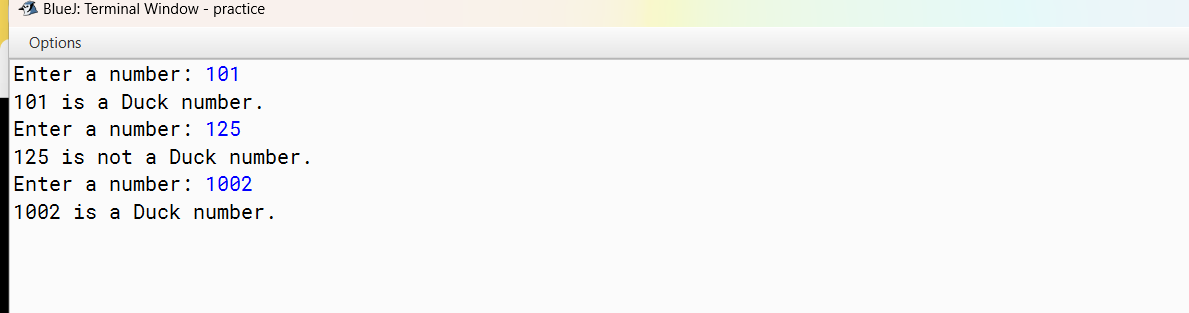 BlueJ: Terminal Window - practice
Options
Enter a number: 101
101 is a Duck number.
Enter a number: 125
125 is not a Duck number.
Enter a number: 1002
1002 is a Duck number.